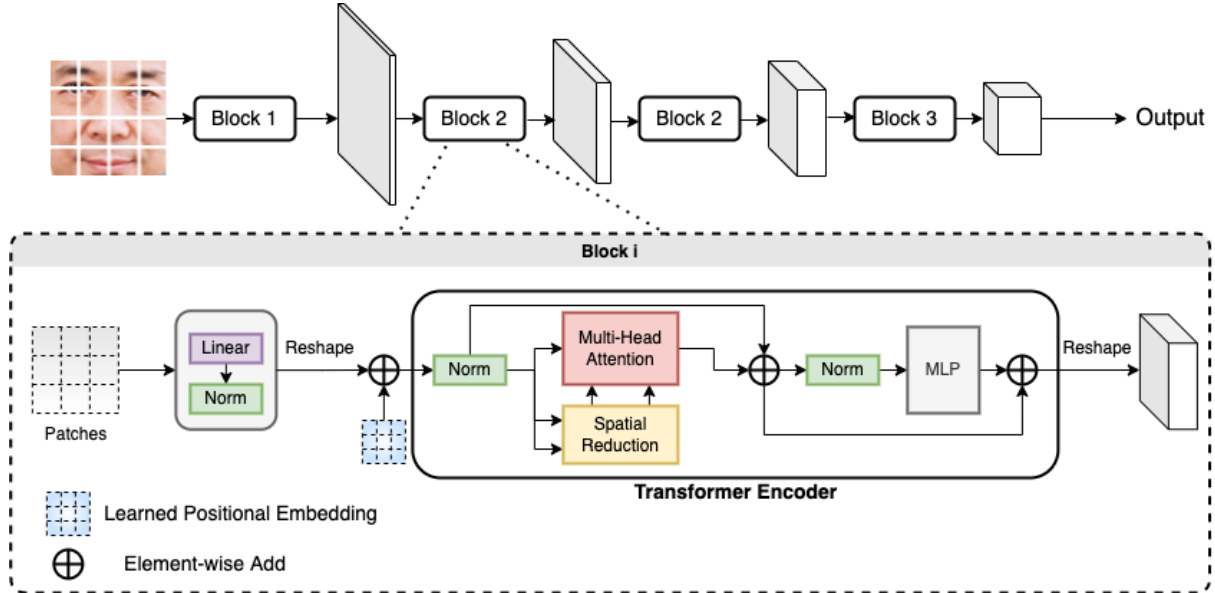 Block 1
Block 2
Block 2
Block 3
Output
Block i
Patches
Linear
Norm
Reshape
Norm
Multi-Head
Attention
Spatial
Reduction
Norm
MLP
Reshape
Transformer Encoder
Learned Positional Embedding
Element-wise Add